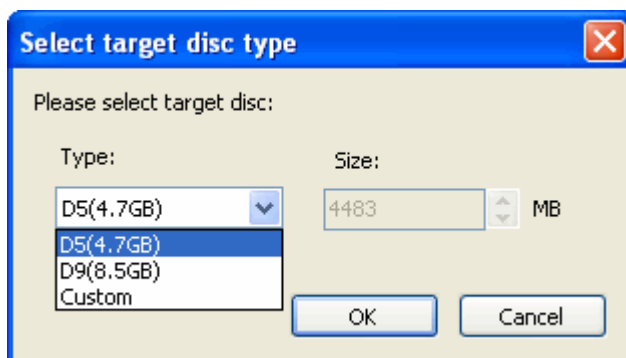 Select target disc type
Please select target disc:
Type:
Size:
D5(4.7GB)
4483
MB
D5(4.7GB)
D9(8.5GB)
Custom
OK
Cancel